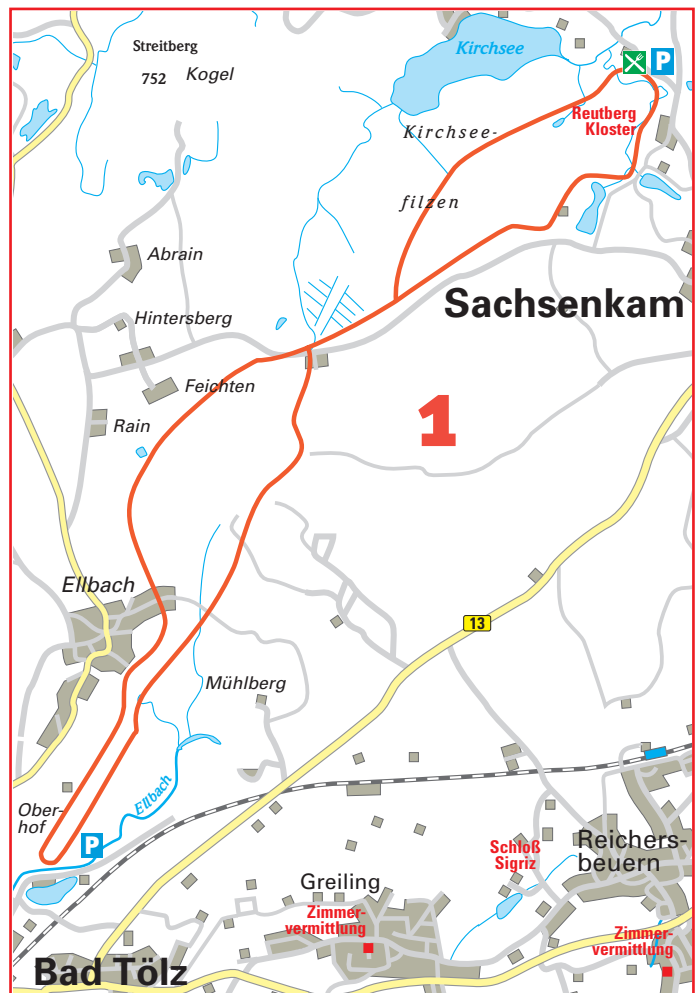 Streitberg
752 Kogel
Kirchsee
P
Reutberg
Kloster
Kirchsee-
filzen
Abrain
Sachsenkam
Hintersberg
Feichten
1
Rain
Ellbach
13
Mühlberg
Ellbach
Ober-
hof
P
Schloß
Sigriz
Reichers-
beuern
Greiling
Zimmer-
vermittlung
Zimmer-
vermittlung
Bad Tölz